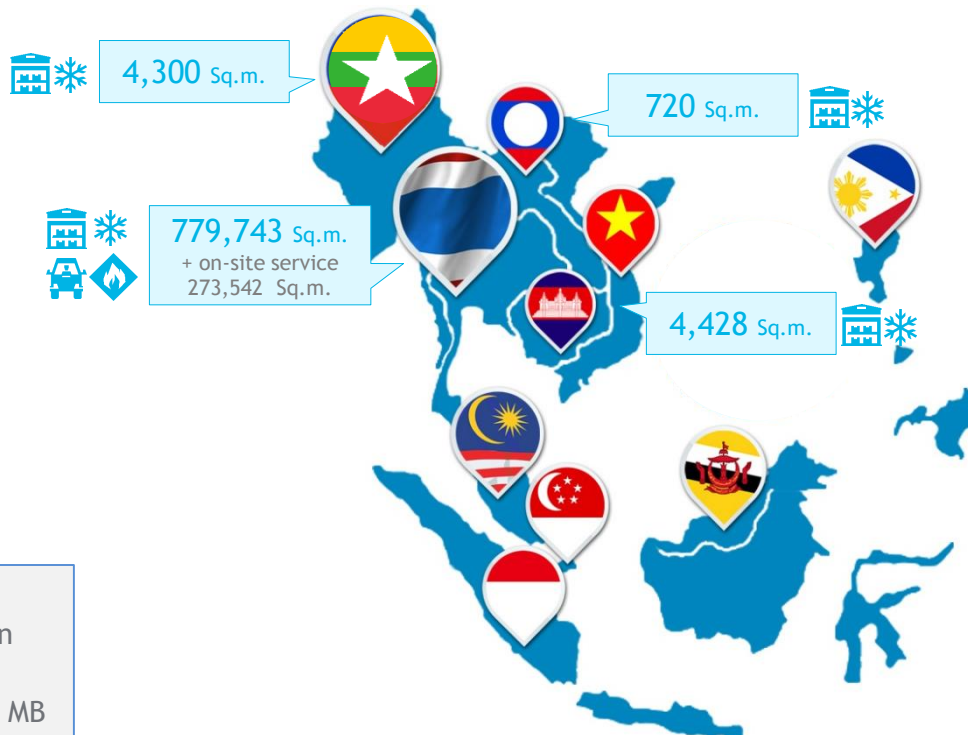 4,300 Sq.m.
720 Sq.m.
779,743 Sq.m.
+ on-site service
273,542 Sq.m.
4,428 Sq.m.
MB